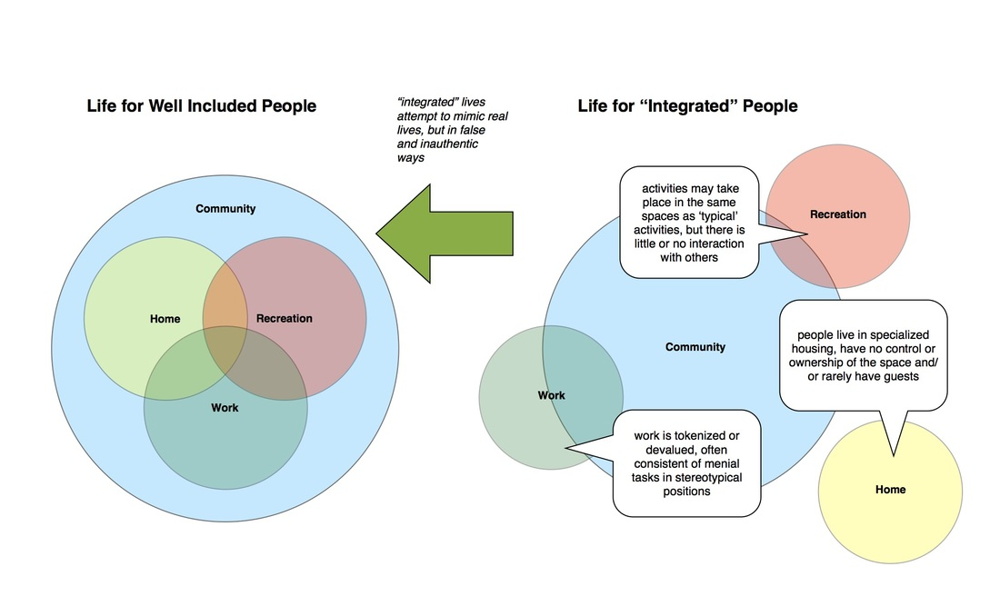 Life for Well Included People
"integrated" lives
attempt to mimic real
lives, but in false
and inauthentic
ways
Life for "Integrated" People
Community
Home
Recreation
Work
activities may take
place in the same
spaces as 'typical'
activities, but there is
little or no interaction
with others
Recreation
people live in specialized
housing, have no control or
ownership of the space and/
or rarely have guests
Community
Work
work is tokenized or
devalued, often
consistent of menial
tasks in stereotypical
positions
Home